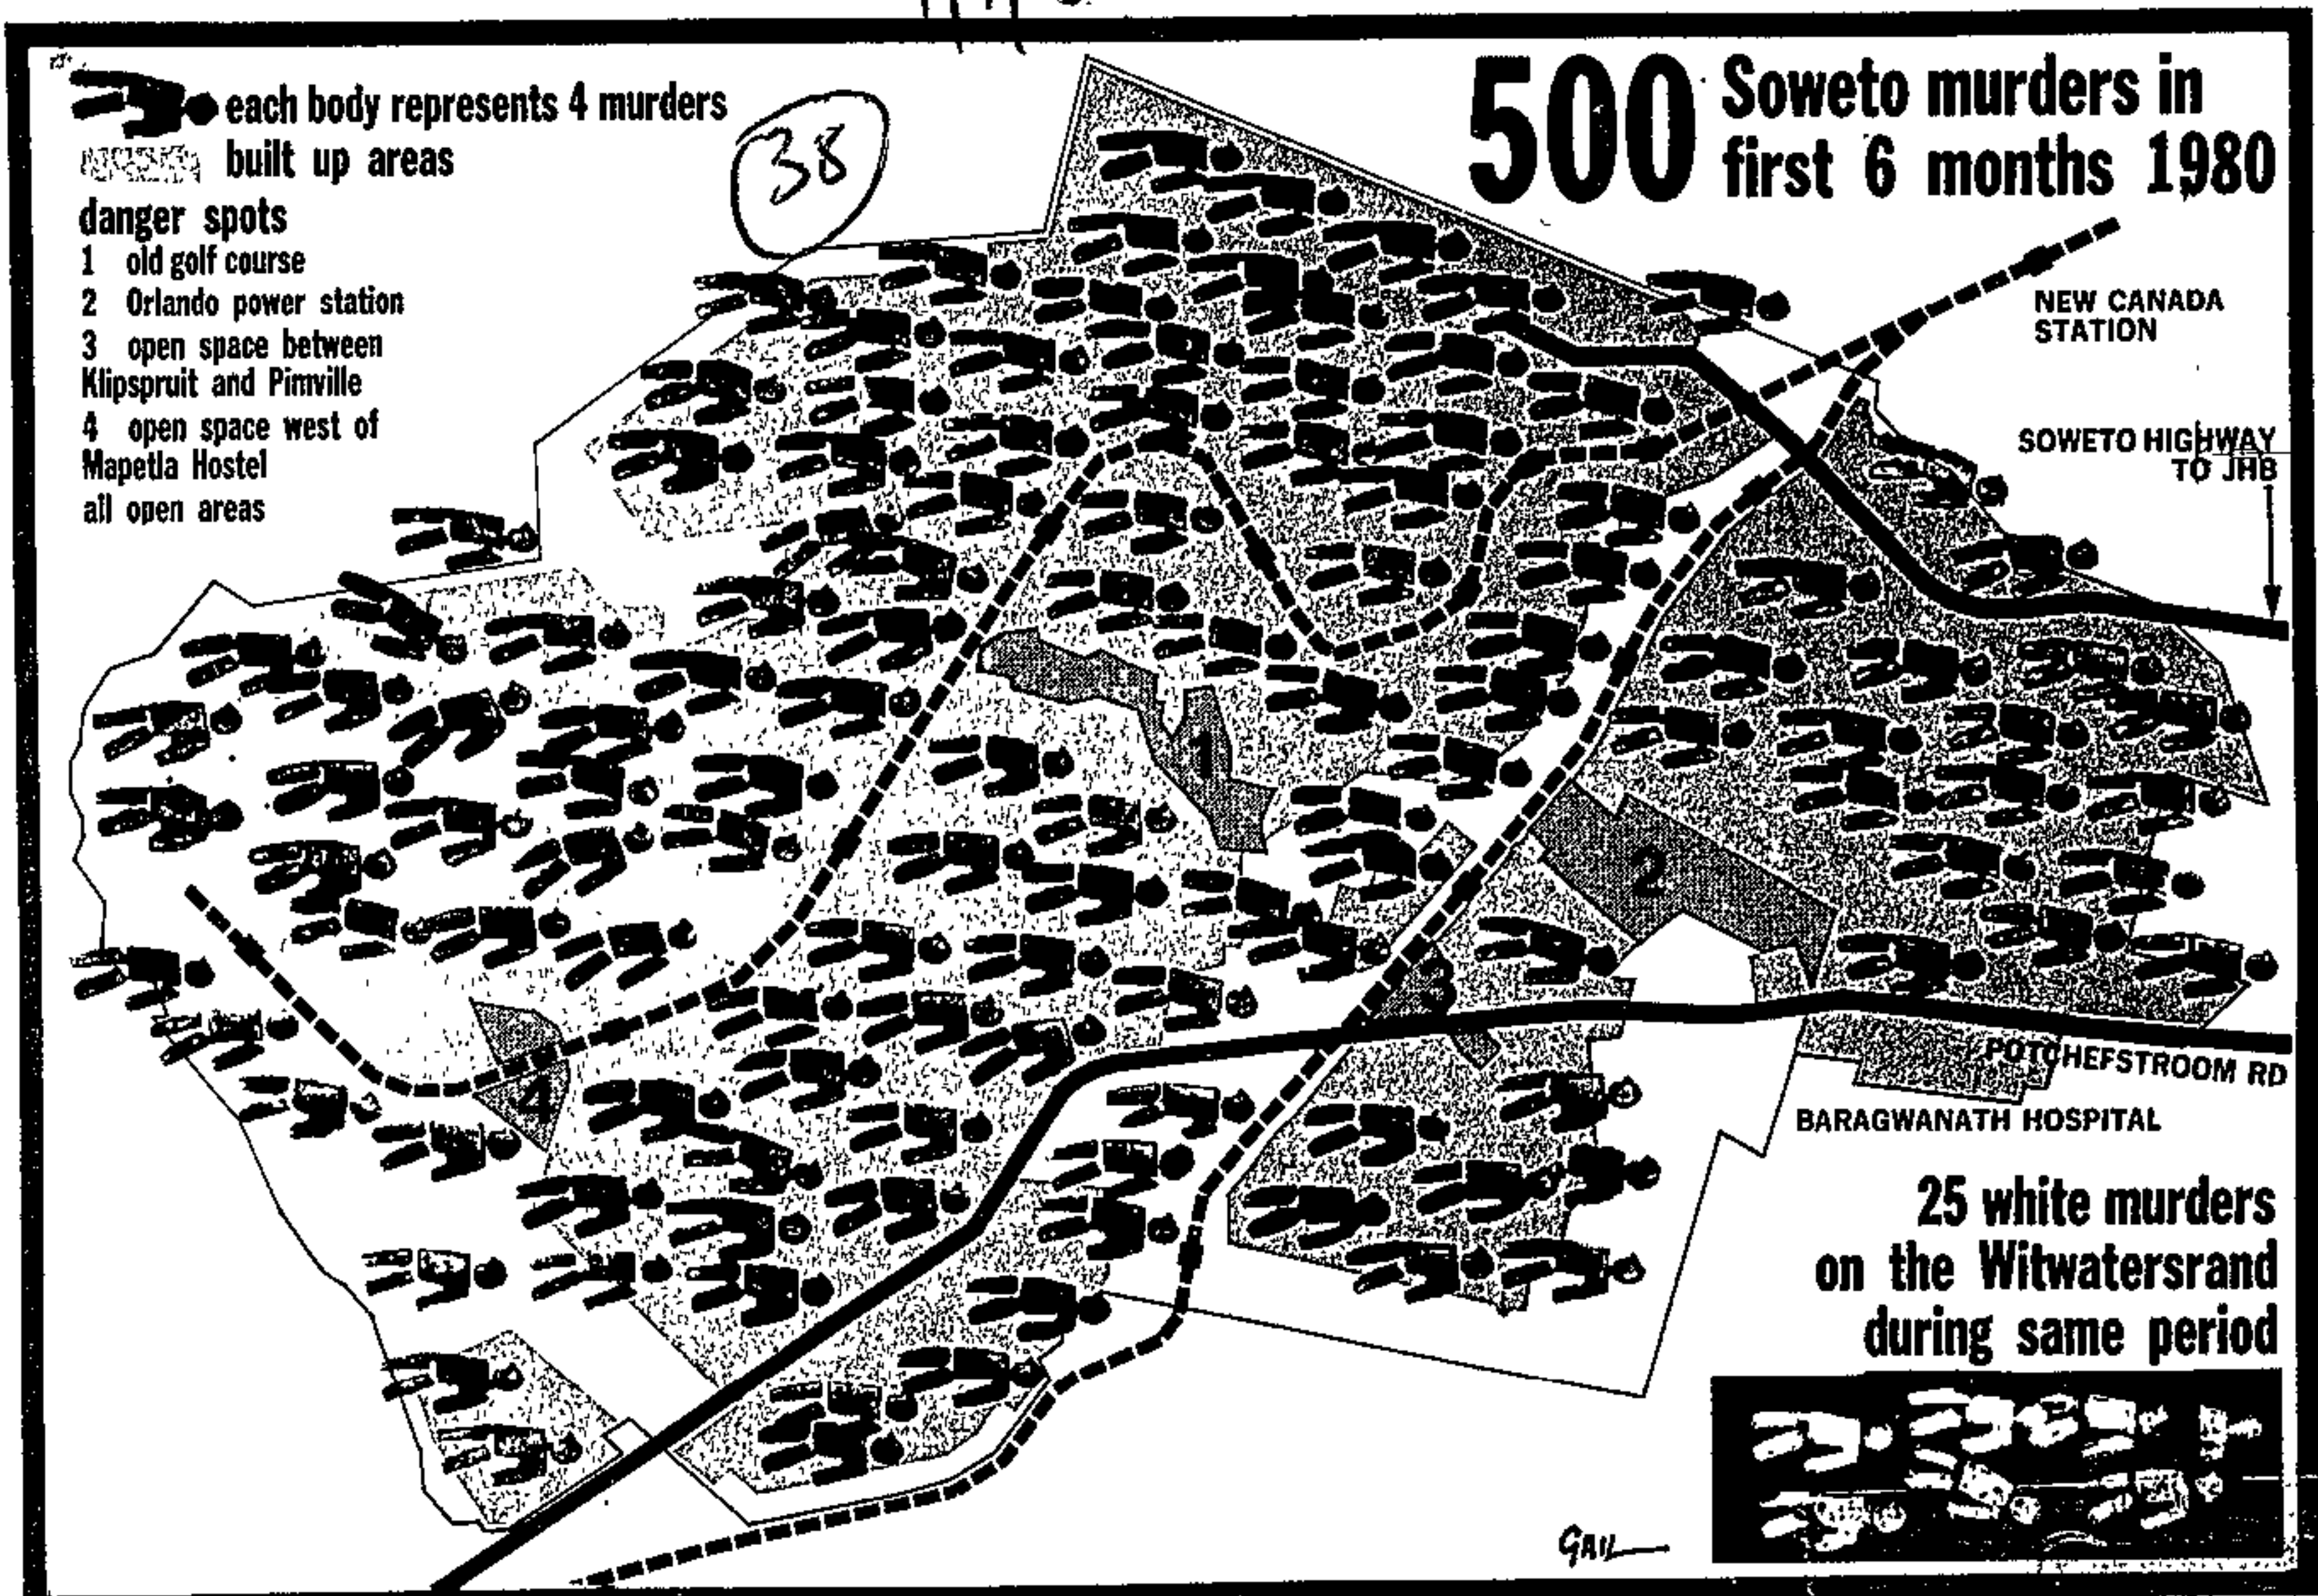 each body represents 4 murders
built up areas
danger spots
1 old golf course
2 Orlando power station
3 open space between
Klipspruit and Pimville
4 open space west of
Mapetla Hostel
all open areas
38
500 Soweto murders in
first 6 months 1980
NEW CANADA
STATION
SOWETO HIGHWAY
TO JHB
1
2
3
4
POTCHEFSTROOM RD
BARAGWANATH HOSPITAL
25 white murders
on the Witwatersrand
during same period
GAIL